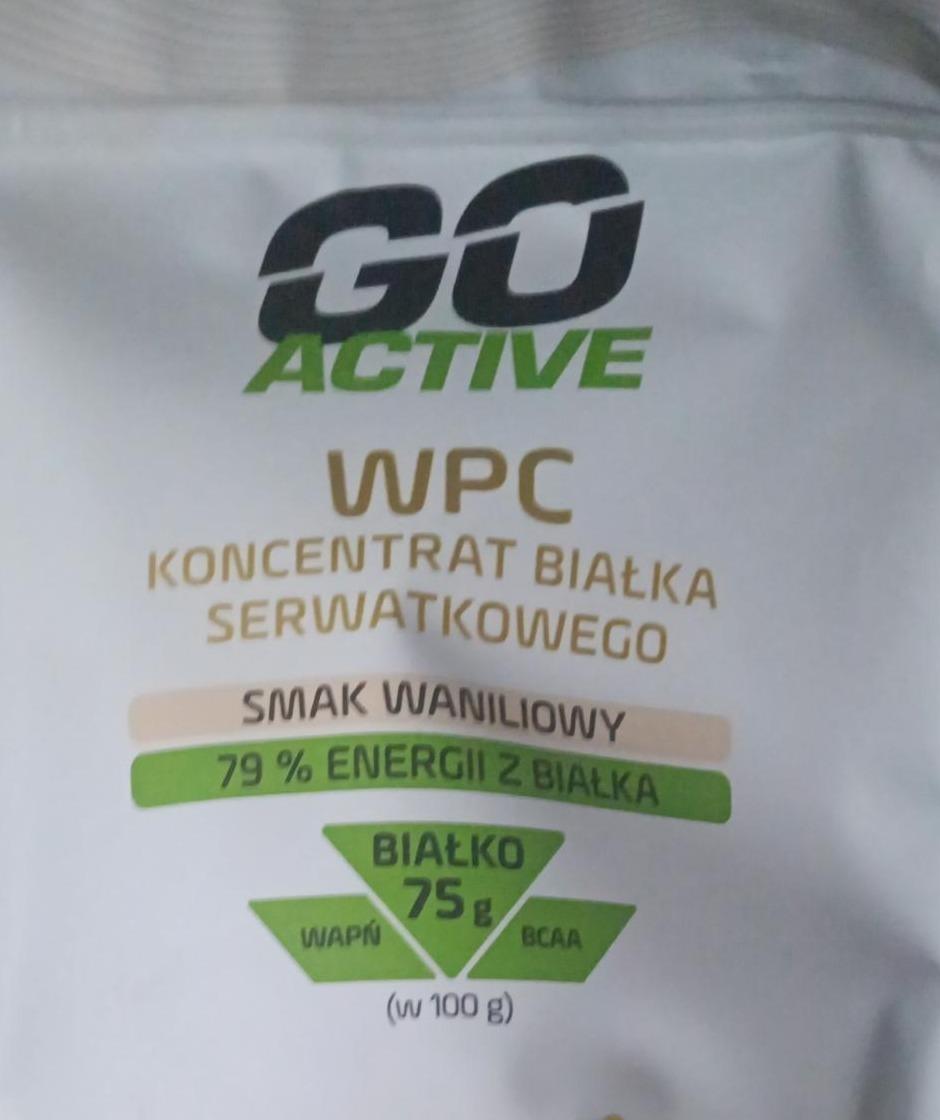 GO
ACTIVE
WPC
KONCENTRAT BIAŁKA
SERWATKOWEGO
SMAK WANILIOWY
79 % ENERGII Z BIAŁKA
BIAŁKO
75 g
WAPŃ BCAA
(w 100 g)